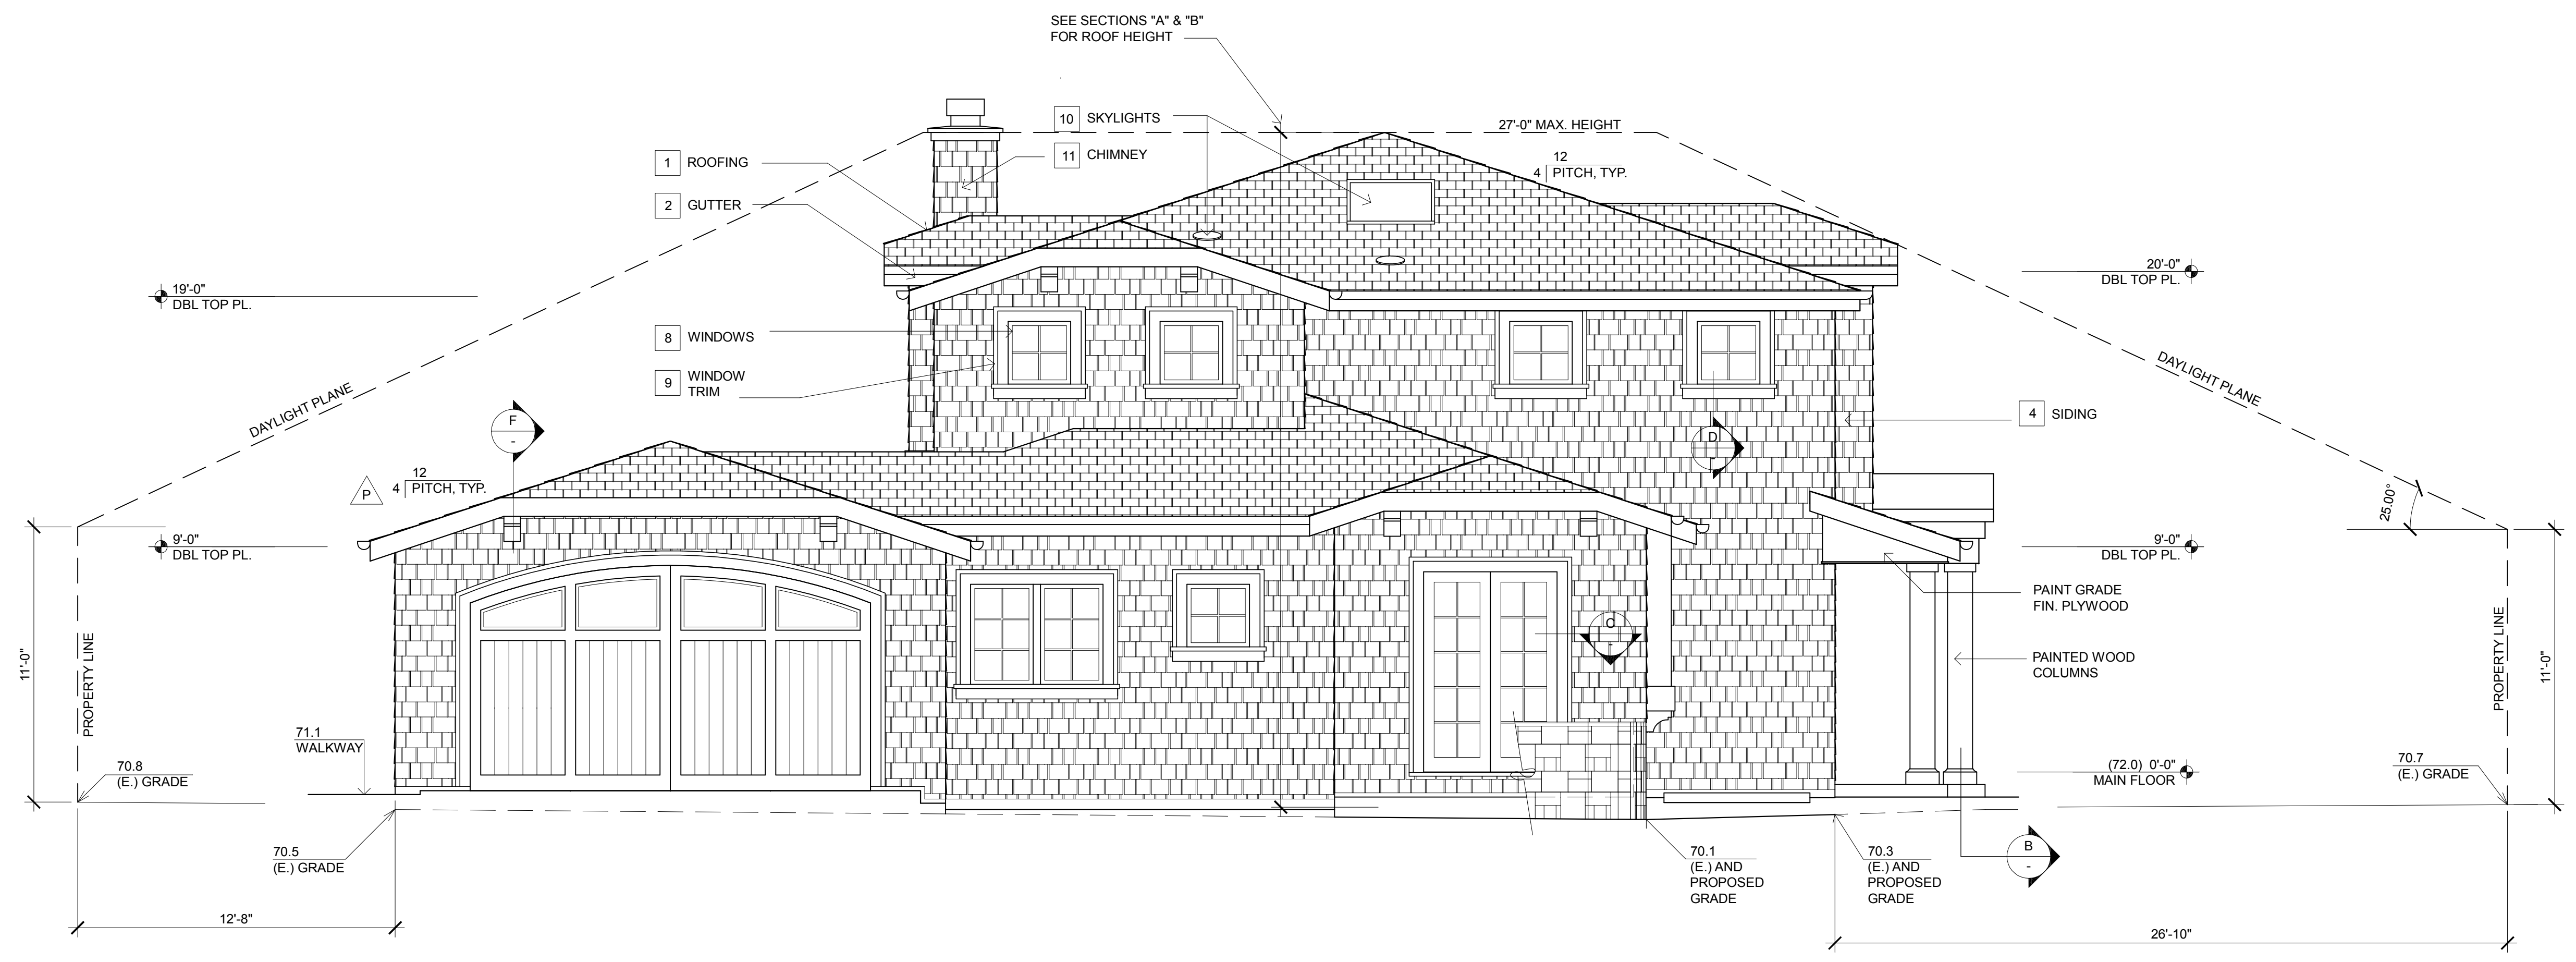 SEE SECTIONS "A" & "B"
FOR ROOF HEIGHT
10 SKYLIGHTS
27'-0" MAX. HEIGHT
11 CHIMNEY
1 ROOFING
12
4 PITCH, TYP.
2 GUTTER
19'-0"
DBL TOP PL.
20'-0"
DBL TOP PL.
8 WINDOWS
9 WINDOW
TRIM
DAYLIGHT PLANE
DAYLIGHT PLANE
4 SIDING
F
-
D
-
12
4 PITCH, TYP.
P
25.00°
9'-0"
DBL TOP PL.
9'-0"
DBL TOP PL.
PAINT GRADE
FIN. PLYWOOD
C
-
PAINTED WOOD
COLUMNS
11'-0"
PROPERTY LINE
PROPERTY LINE
11'-0"
71.1
WALKWAY
70.8
(E.) GRADE
(72.0) 0'-0"
MAIN FLOOR
70.7
(E.) GRADE
70.5
(E.) GRADE
70.1
(E.) AND
PROPOSED
GRADE
70.3
(E.) AND
PROPOSED
GRADE
B
-
12'-8"
26'-10"